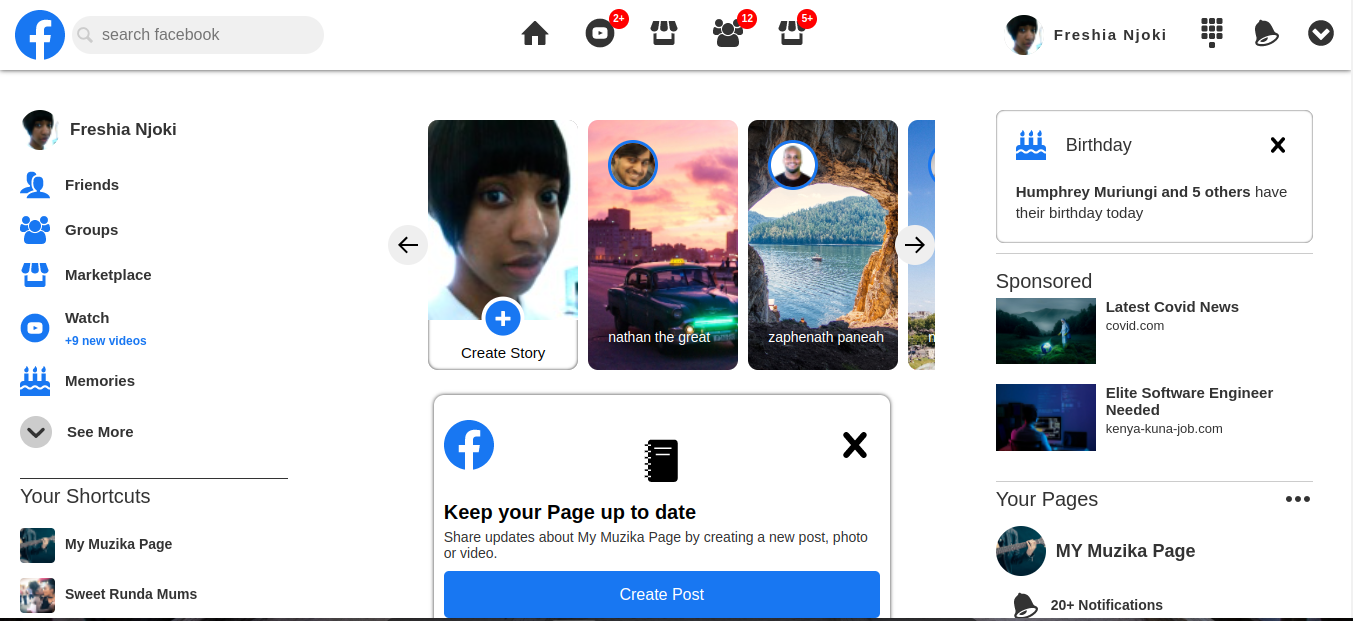 search facebook
2+
12
5+
Freshia Njoki
Freshia Njoki
Friends
Groups
Marketplace
Watch
+9 new videos
Memories
See More
Your Shortcuts
My Muzika Page
Sweet Runda Mums
Create Story
nathan the great
zaphenath paneah
Keep your Page up to date
Share updates about My Muzika Page by creating a new post, photo
or video.
Create Post
Birthday
Humphrey Muriungi and 5 others have
their birthday today
Sponsored
Latest Covid News
covid.com
Elite Software Engineer
Needed
kenya-kuna-job.com
Your Pages
MY Muzika Page
20+ Notifications